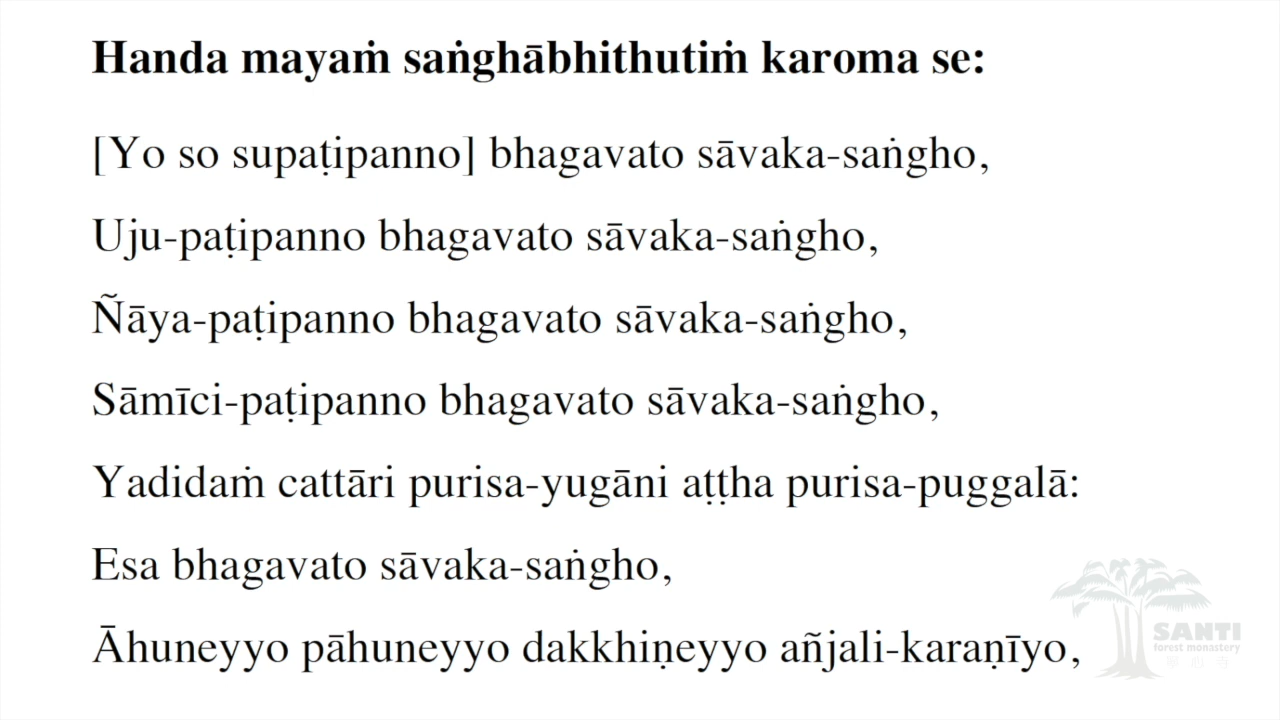 Handa mayaṁ saṅghābhithutiṁ karoma se:
[Yo so supaṭipanno] bhagavato sāvaka-saṅgho,
Uju-paṭipanno bhagavato sāvaka-saṅgho,
Ñāya-paṭipanno bhagavato sāvaka-saṅgho,
Sāmīci-paṭipanno bhagavato sāvaka-saṅgho,
Yadidaṁ cattāri purisa-yugāni aṭṭha purisa-puggalā:
Esa bhagavato sāvaka-saṅgho,
Āhuneyyo pāhuneyyo dakkhiṇeyyo añjali-karaṇīyo,
SANTI
forest monastery